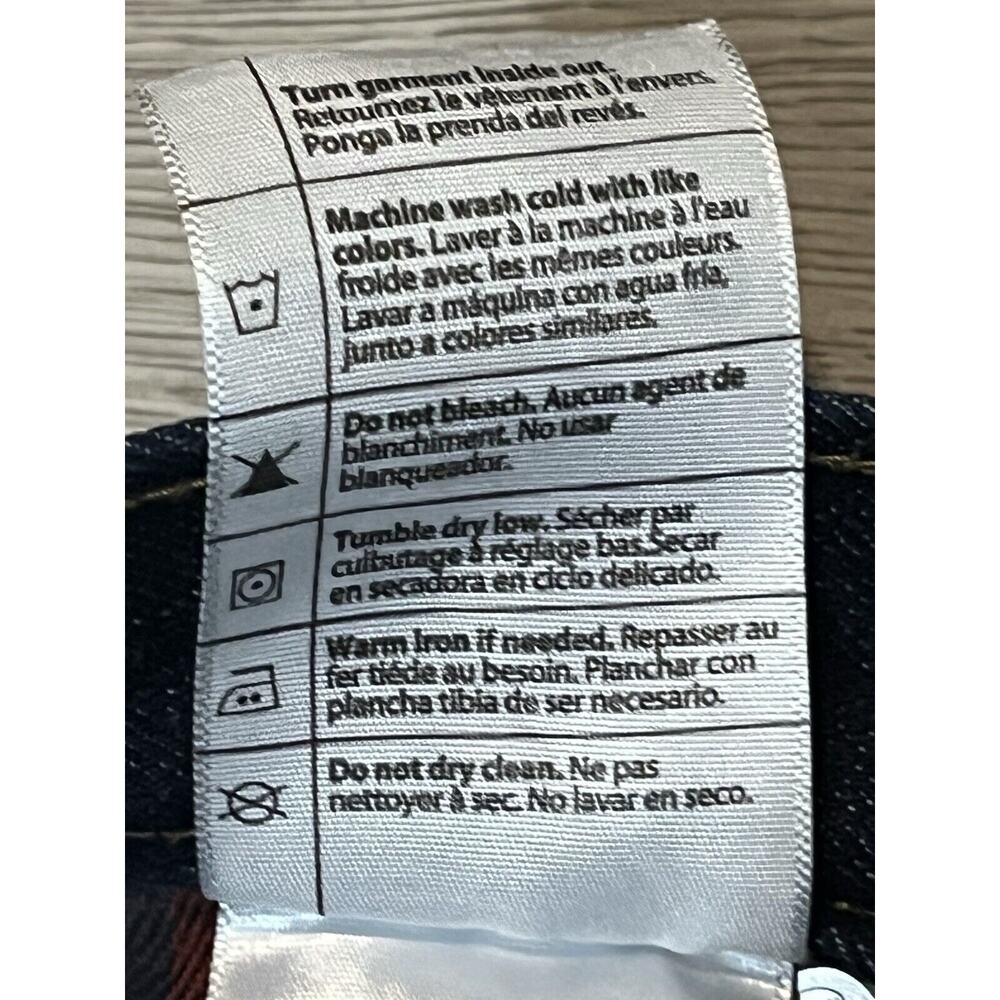 Turn garment inside out.
Retournez le vêtement à l'envers.
Ponga la prenda del revés.
Machine wash cold with like
colors. Laver à la machine à l'eau
froide avec les mêmes couleurs.
Lavar a máquina con agua fría,
junto a colores similares.
Do not bleach. Aucun agent de
blanchiment. No usar
blanqueador.
Tumble dry low. Sécher par
culbutage à réglage bas. Secar
en secadora en ciclo delicado.
Warm iron if needed. Repasser au
fer tiède au besoin. Planchar con
plancha tibia de ser necesario.
Do not dry clean. Ne pas
nettoyer à sec. No lavar en seco.